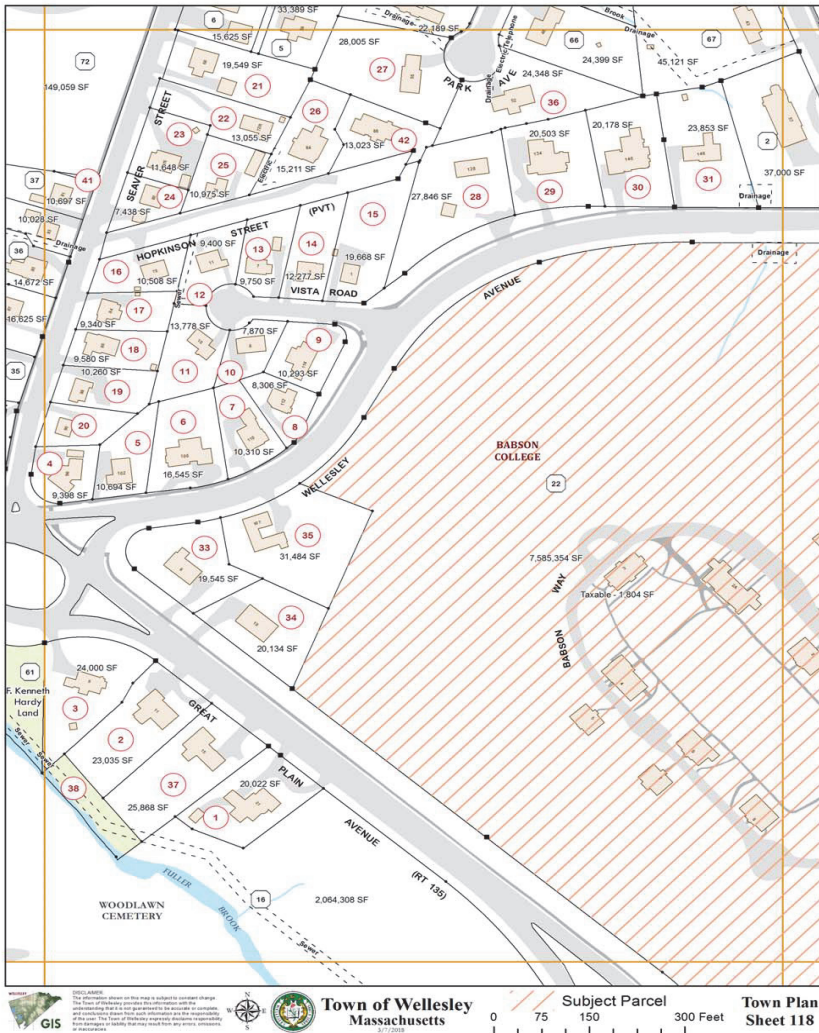 33,389 SF
Drainage
22,189 SF
Brook
6
15,625 SF
5
28,005 SF
66
Drainage
67
72
19,549 SF
27
Electric/Telephone
24,399 SF
45,121 SF
149,059 SF
21
PARK
AVE
24,348 SF
Drainage
STREET
22
26
36
23
13,055 SF
42
20,503 SF
20,178 SF
23,853 SF
2
11,648 SF
25
15,211 SF
13,023 SF
37,000 SF
37
41
Electric
10,697 SF
SEAVER
24
10,975 SF
28
29
30
31
10,028 SF
7,438 SF
15
27,846 SF
Drainage
(PVT)
STREET
Drainage
36
HOPKINSON
9,400 SF
13
14
19,668 SF
Drainage
14,672 SF
16
10,508 SF
9,750 SF
12,277 SF
AVENUE
Sewer
12
VISTA ROAD
16,625 SF
17
9,340 SF
13,778 SF
7,870 SF
9
18
9,580 SF
35
10,260 SF
11
10
10,293 SF
19
8,306 SF
7
20
6
8
5
10,310 SF
BABSON
COLLEGE
4
16,545 SF
22
9,398 SF
10,694 SF
WELLESLEY
33
35
31,484 SF
7,585,354 SF
19,545 SF
Taxable - 1,804 SF
WAY
34
BABSON
20,134 SF
61
24,000 SF
F. Kenneth
Hardy
Land
3
GREAT
2
Sewer
Sewer
23,035 SF
PLAIN
38
37
20,022 SF
25,868 SF
1
AVENUE
(RT 135)
FULLER
BROOK
WOODLAWN
CEMETERY
16
2,064,308 SF
Sewer
GIS
DISCLAIMER
Town of Wellesley
Massachusetts
3/7/2018
Subject Parcel
0 75 150 300 Feet
Town Plan
Sheet 118